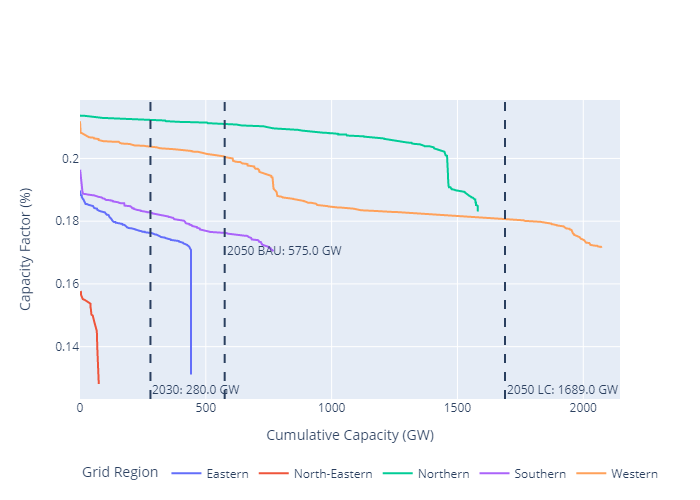 0.2
0.18
0.16
0.14
Capacity Factor (%)
2050 BAU: 575.0 GW
2030: 280.0 GW
2050 LC: 1689.0 GW
0 500 1000 1500 2000
Cumulative Capacity (GW)
Grid Region Eastern North-Eastern Northern Southern Western